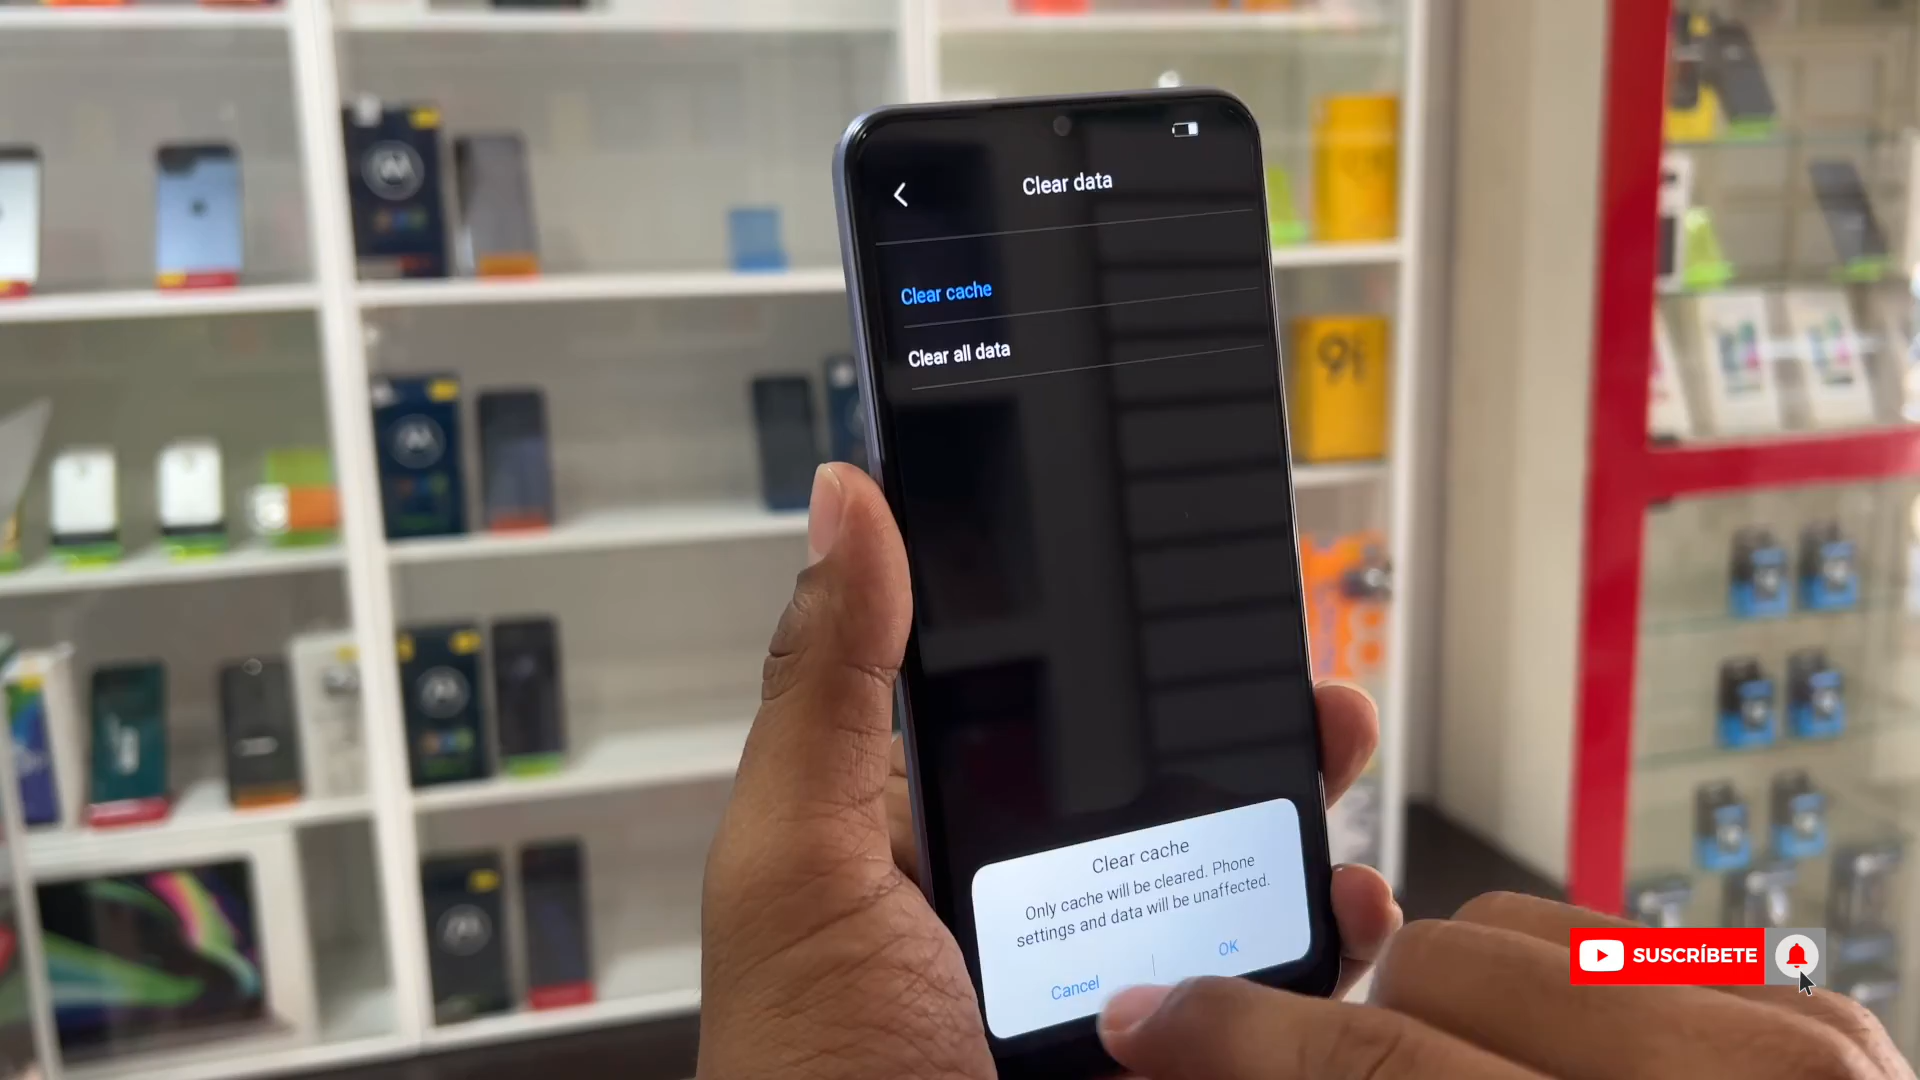 Clear data
Clear cache
Clear all data
9i
Clear cache
Only cache will be cleared. Phone
settings and data will be unaffected.
Cancel
OK
SUSCRÍBETE